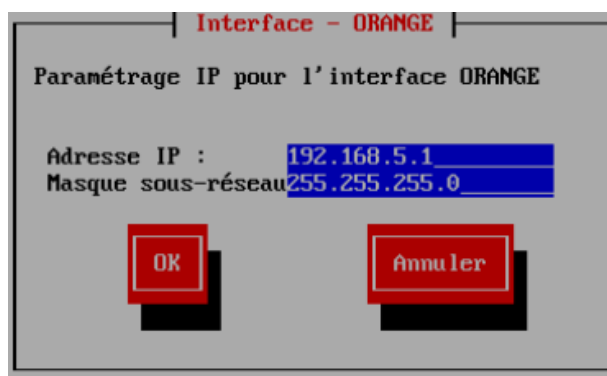 Interface - ORANGE
Paramétrage IP pour l'interface ORANGE
Adresse IP : 192.168.5.1
Masque sous-réseau 255.255.255.0
OK Annuler